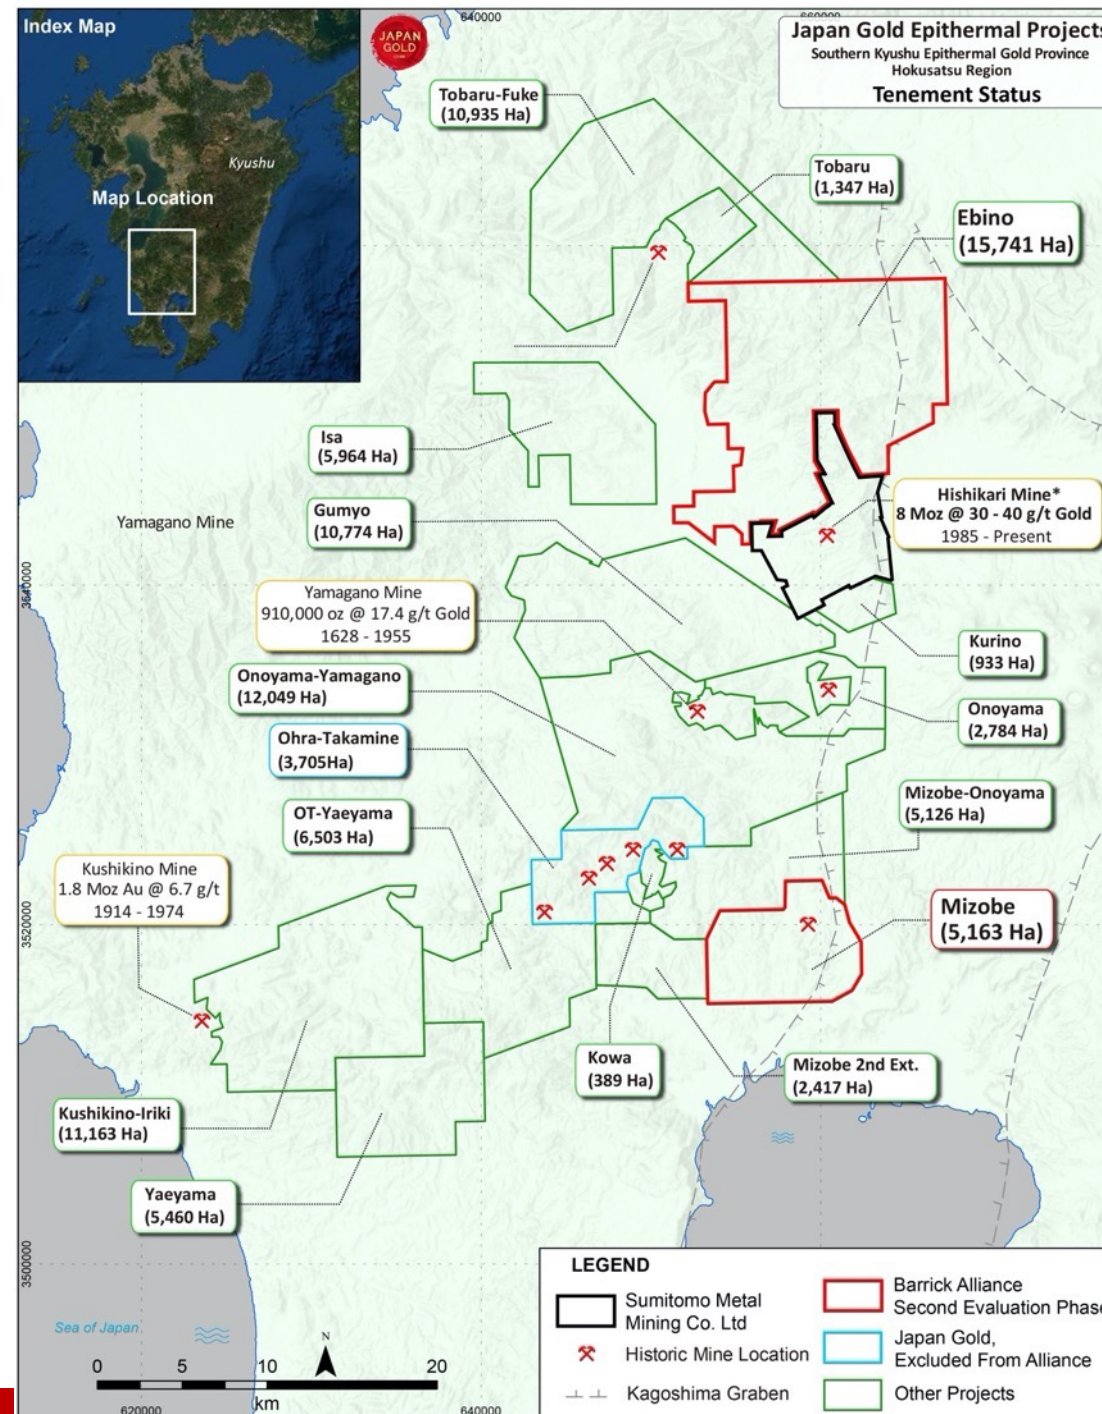 Index Map
Kyushu
Map Location
JAPAN
GOLD
640000
660000
Japan Gold Epithermal Projects
Southern Kyushu Epithermal Gold Province
Hokusatsu Region
Tenement Status
Tobaru-Fuke
(10,935 Ha)
Tobaru
(1,347 Ha)
Ebino
(15,741 Ha)
Isa
(5,964 Ha)
Gumyo
(10,774 Ha)
Yamagano Mine
Hishikari Mine*
8 Moz @ 30 - 40 g/t Gold
1985 - Present
Yamagano Mine
910,000 oz @ 17.4 g/t Gold
1628 - 1955
Kurino
(933 Ha)
Onoyama-Yamagano
(12,049 Ha)
Onoyama
(2,784 Ha)
Ohra-Takamine
(3,705Ha)
Mizobe-Onoyama
(5,126 Ha)
OT-Yaeyama
(6,503 Ha)
Kushikino Mine
1.8 Moz Au @ 6.7 g/t
1914 - 1974
Mizobe
(5,163 Ha)
Kowa
(389 Ha)
Mizobe 2nd Ext.
(2,417 Ha)
Kushikino-Iriki
(11,163 Ha)
Yaeyama
(5,460 Ha)
3540000
3520000
3500000
Sea of Japan
N
0 5 10 20
km
620000
640000
LEGEND
Sumitomo Metal
Mining Co. Ltd
Historic Mine Location
Kagoshima Graben
Barrick Alliance
Second Evaluation Phase
Japan Gold,
Excluded From Alliance
Other Projects